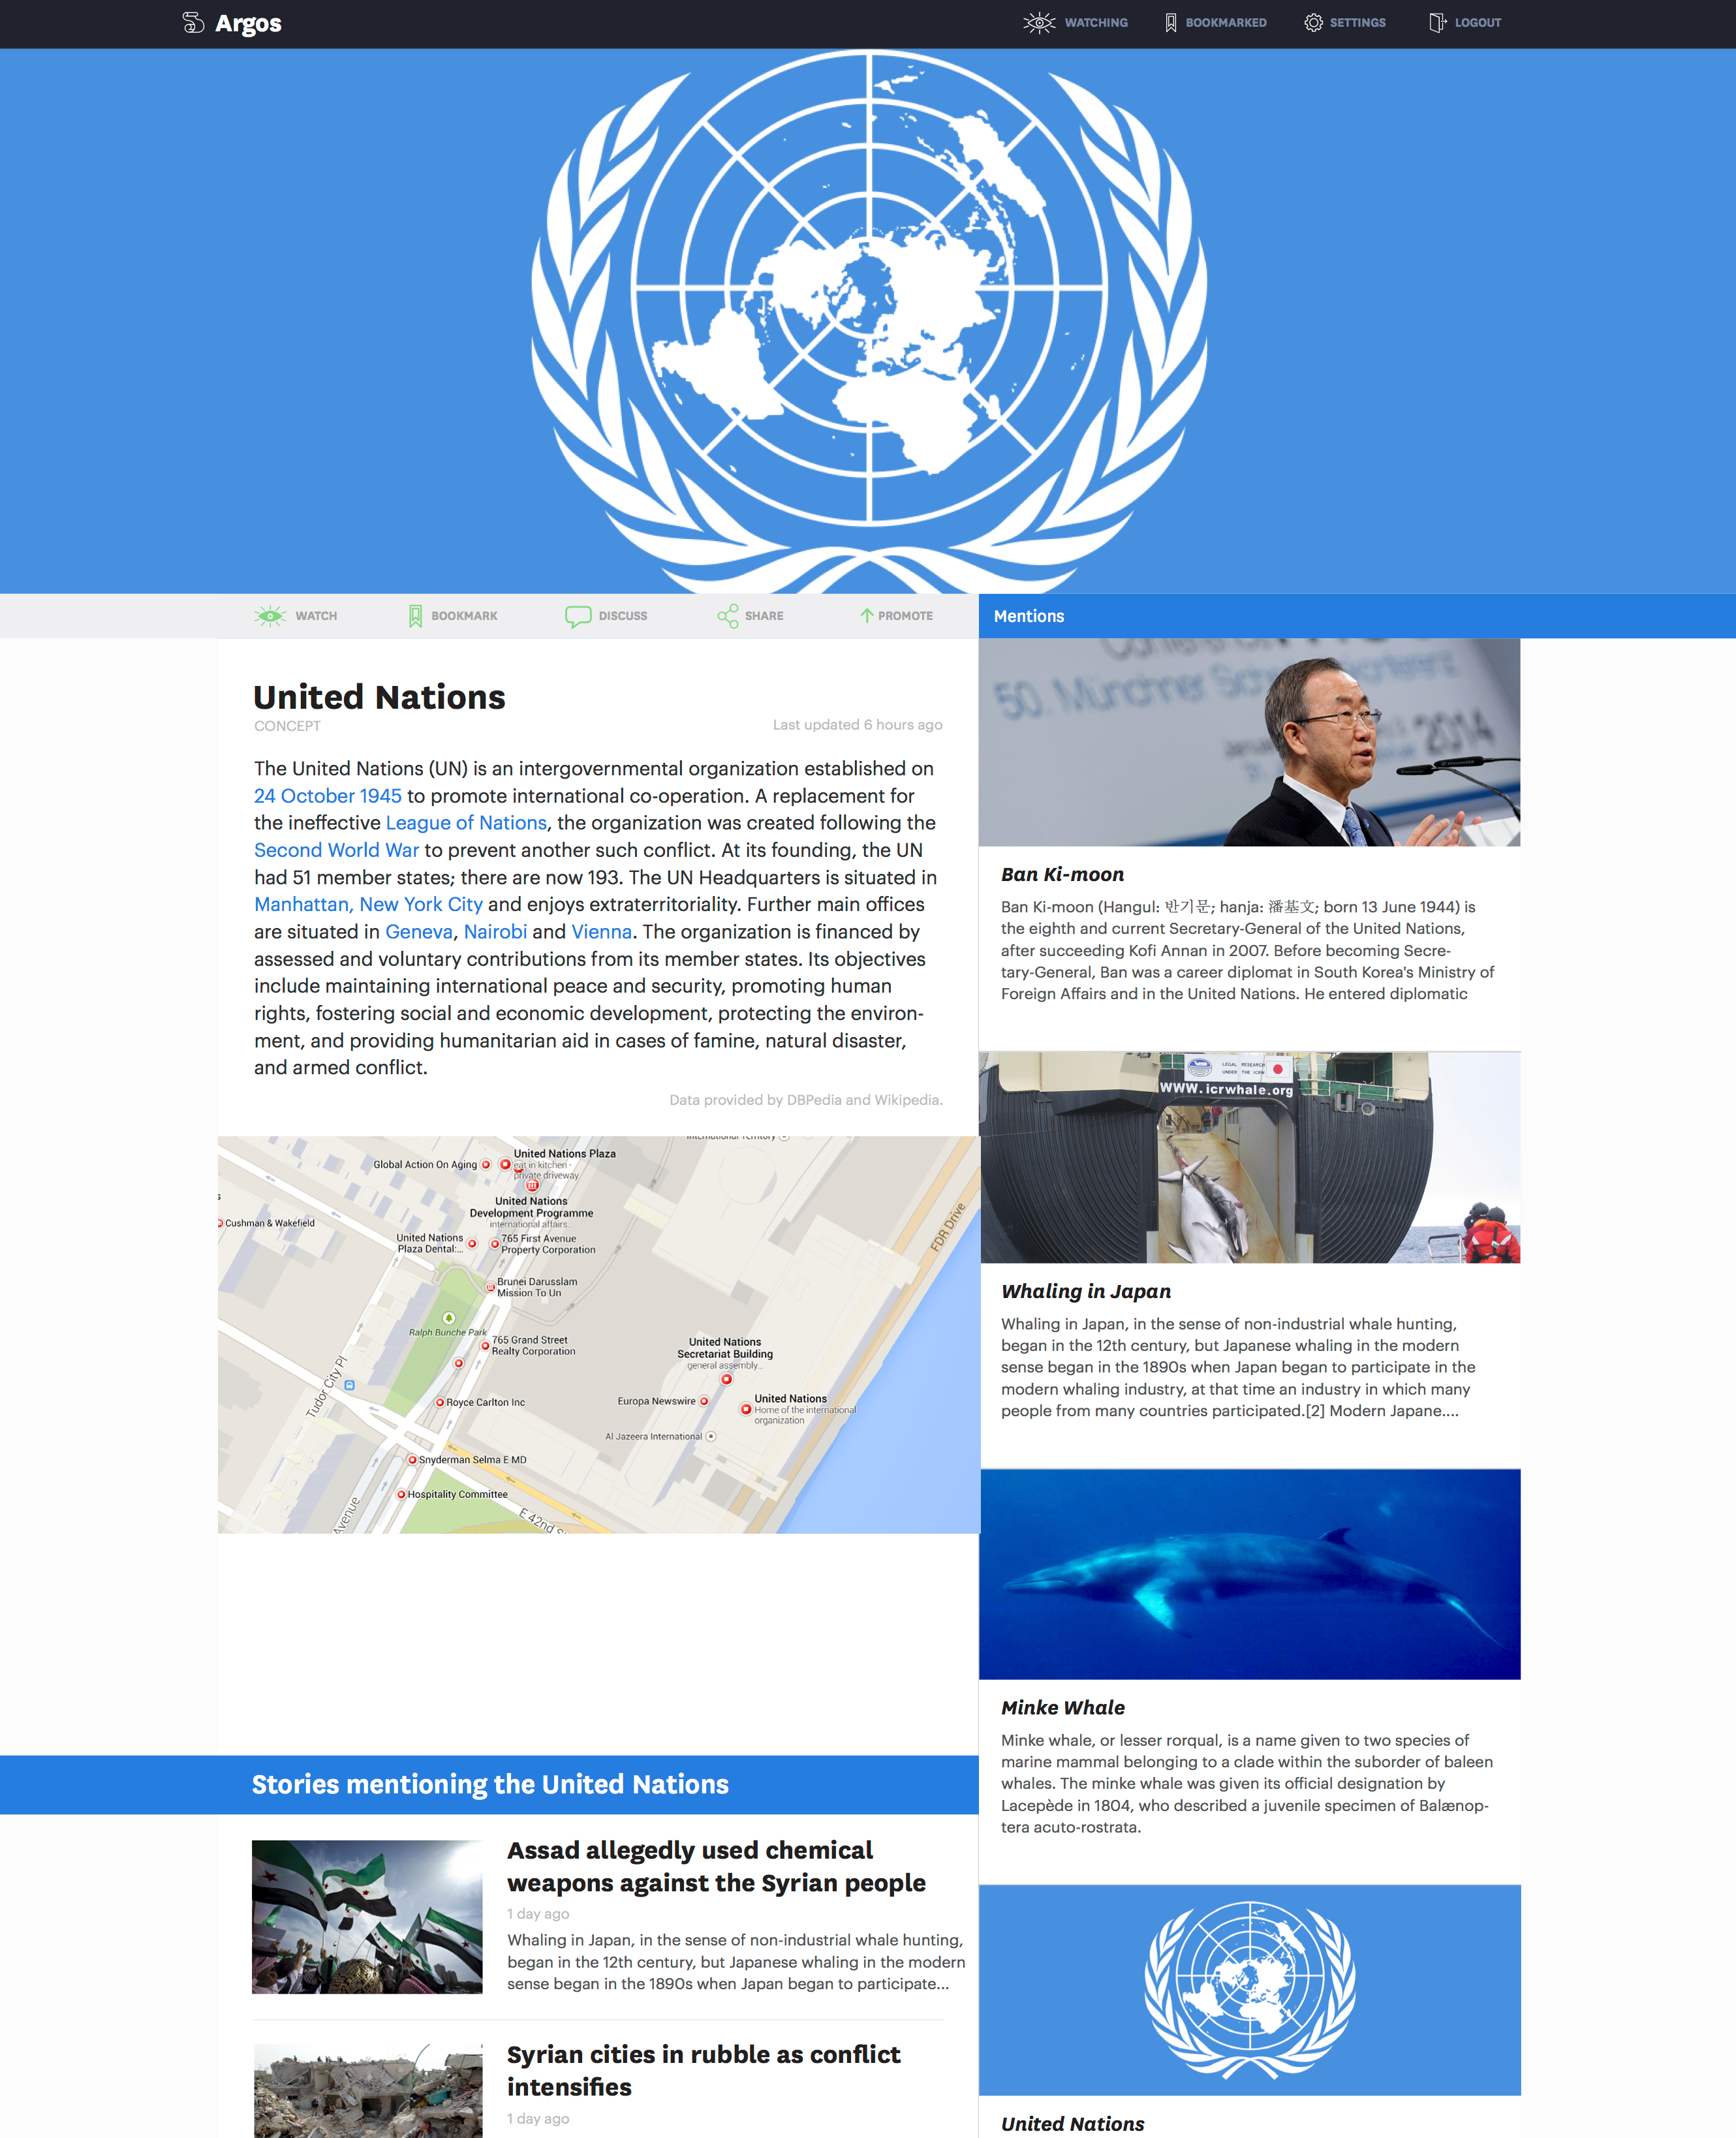 Argos
WATCHING
BOOKMARKED
SETTINGS
LOGOUT
WATCH
BOOKMARK
DISCUSS
SHARE
PROMOTE
Mentions
United Nations
CONCEPT
Last updated 6 hours ago
The United Nations (UN) is an intergovernmental organization established on
24 October 1945 to promote international co-operation. A replacement for
the ineffective League of Nations, the organization was created following the
Second World War to prevent another such conflict. At its founding, the UN
had 51 member states; there are now 193. The UN Headquarters is situated in
Manhattan, New York City and enjoys extraterritoriality. Further main offices
are situated in Geneva, Nairobi and Vienna. The organization is financed by
assessed and voluntary contributions from its member states. Its objectives
include maintaining international peace and security, promoting human
rights, fostering social and economic development, protecting the environ-
ment, and providing humanitarian aid in cases of famine, natural disaster,
and armed conflict.
Data provided by DBPedia and Wikipedia.
International Territory
United Nations Plaza
eat in kitchen ·
private driveway
Global Action On Aging
United Nations
Development Programme
international affairs...
Cushman & Wakefield
United Nations
Plaza Dental:...
765 First Avenue
Property Corporation
FDR Drive
Brunei Darusslam
Mission To Un
Ralph Bunche Park
765 Grand Street
Realty Corporation
United Nations
Secretariat Building
general assembly...
Tudor City Pl
Royce Carlton Inc
Europa Newswire
United Nations
Home of the international
organization
Al Jazeera International
Snyderman Selma E MD
Hospitality Committee
Avenue
E 42nd S
Stories mentioning the United Nations
Assad allegedly used chemical
weapons against the Syrian people
1 day ago
Whaling in Japan, in the sense of non-industrial whale hunting,
began in the 12th century, but Japanese whaling in the modern
sense began in the 1890s when Japan began to participate...
Syrian cities in rubble as conflict
intensifies
1 day ago
50. Münchner
2014
Ban Ki-moon
Ban Ki-moon (Hangul: 반기문; hanja: 潘基文; born 13 June 1944) is
the eighth and current Secretary-General of the United Nations,
after succeeding Kofi Annan in 2007. Before becoming Secre-
tary-General, Ban was a career diplomat in South Korea's Ministry of
Foreign Affairs and in the United Nations. He entered diplomatic
LEGAL RESEARCH
UNDER THE ICRW
WWW.icrwhale.org
Whaling in Japan
Whaling in Japan, in the sense of non-industrial whale hunting,
began in the 12th century, but Japanese whaling in the modern
sense began in the 1890s when Japan began to participate in the
modern whaling industry, at that time an industry in which many
people from many countries participated.[2] Modern Japane....
Minke Whale
Minke whale, or lesser rorqual, is a name given to two species of
marine mammal belonging to a clade within the suborder of baleen
whales. The minke whale was given its official designation by
Lacepède in 1804, who described a juvenile specimen of Balænop-
tera acuto-rostrata.
United Nations